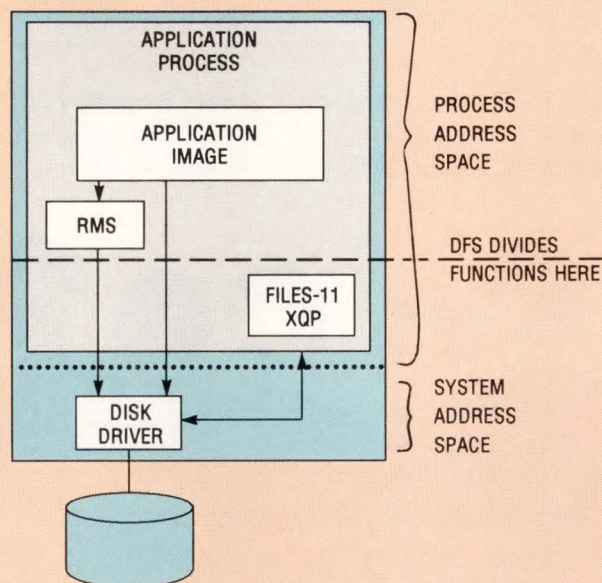 APPLICATION
PROCESS
APPLICATION
IMAGE
RMS
PROCESS
ADDRESS
SPACE
DFS DIVIDES
FUNCTIONS HERE
FILES-11
XQP
DISK
DRIVER
SYSTEM
ADDRESS
SPACE